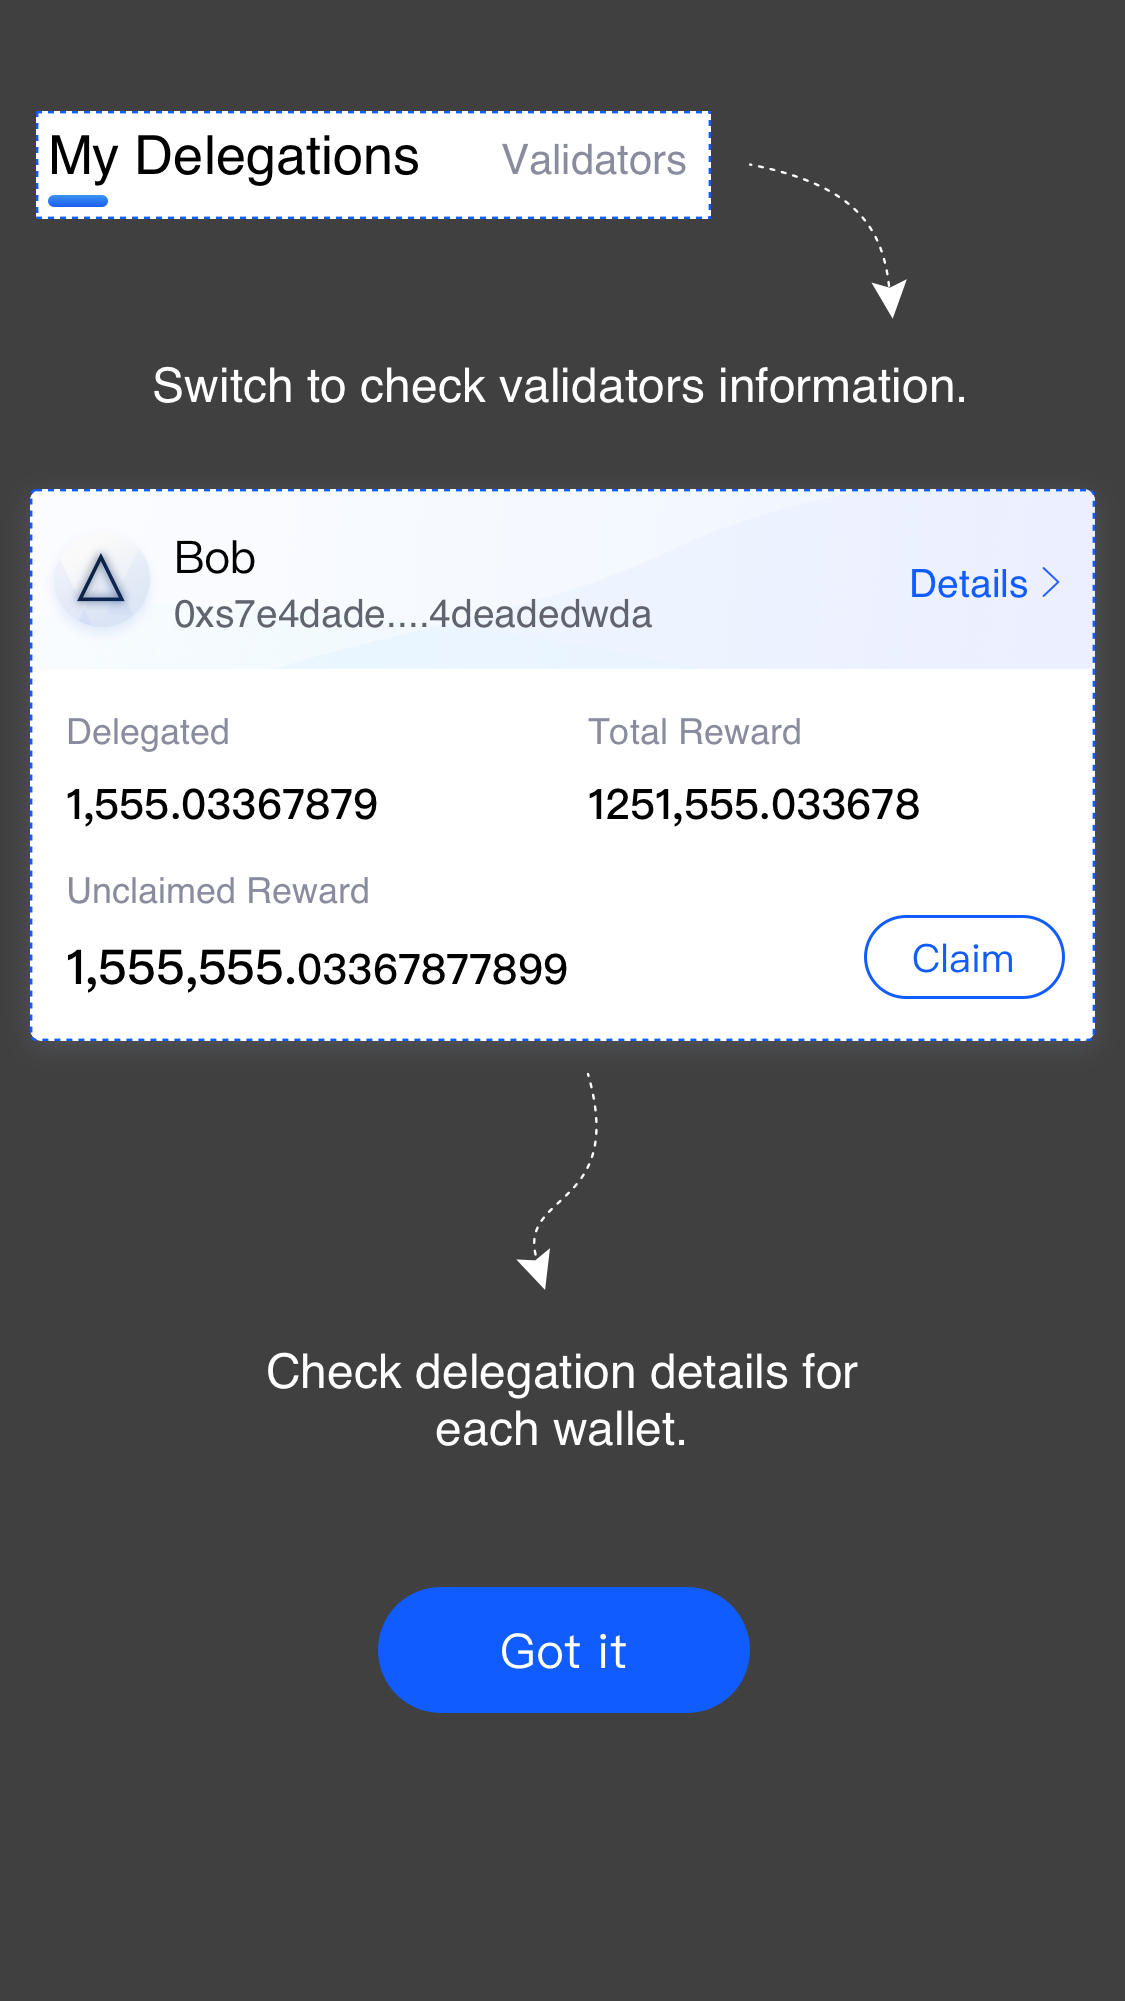 My Delegations Validators
Switch to check validators information.
Bob
0xs7e4dade....4deadedwda
Details
Delegated
Total Reward
1,555.03367879
1251,555.033678
Unclaimed Reward
1,555,555.03367877899
Claim
Check delegation details for
each wallet.
Got it